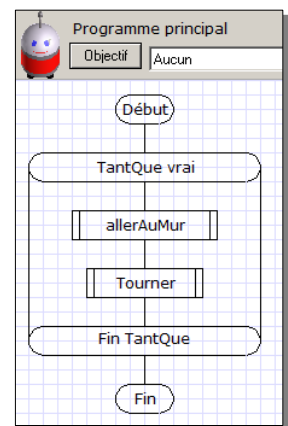 Programme principal
Objectif Aucun
Début
TantQue vrai
allerAuMur
Tourner
Fin TantQue
Fin